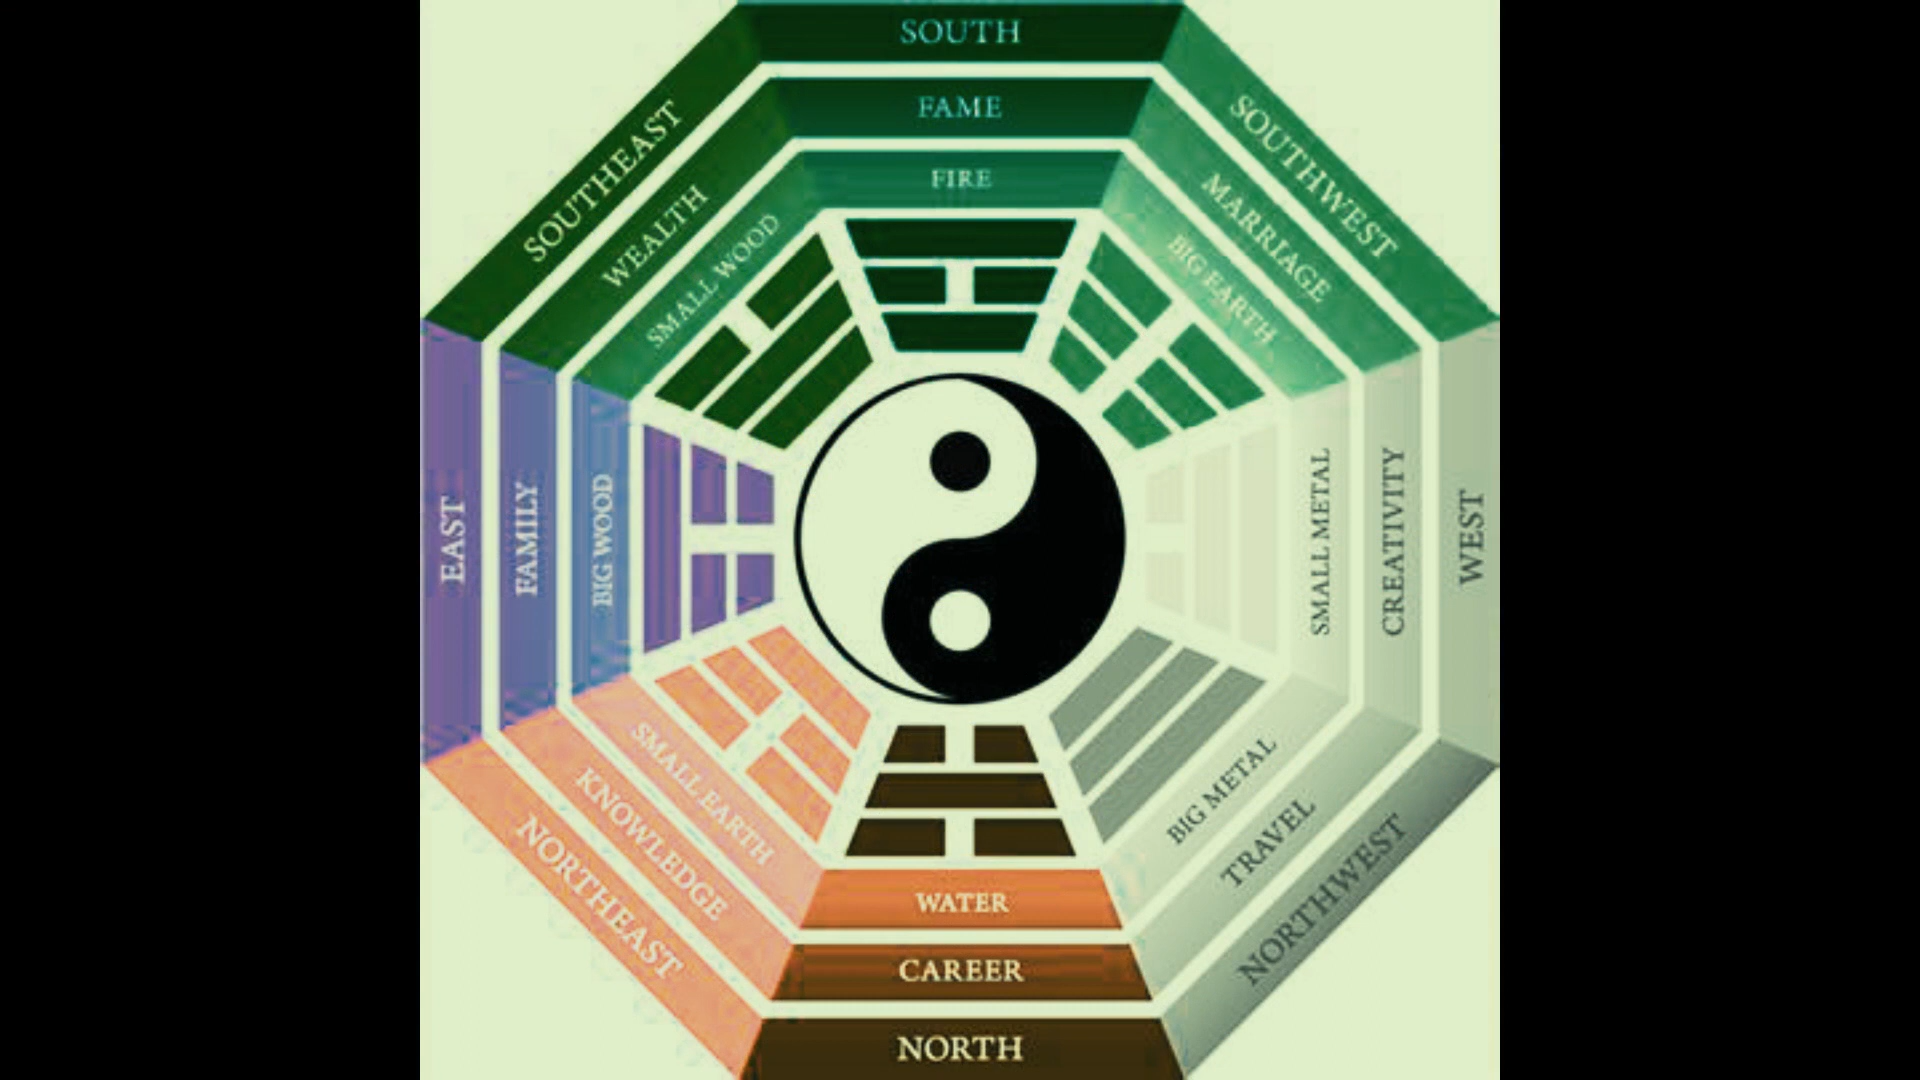 SOUTH
FAME
FIRE
SOUTHEAST
WEALTH
SMALL WOOD
SOUTHWEST
MARRIAGE
BIG EARTH
EAST
FAMILY
BIG WOOD
SMALL METAL
CREATIVITY
WEST
SMALL EARTH
KNOWLEDGE
NORTHEAST
BIG METAL
TRAVEL
NORTHWEST
WATER
CAREER
NORTH